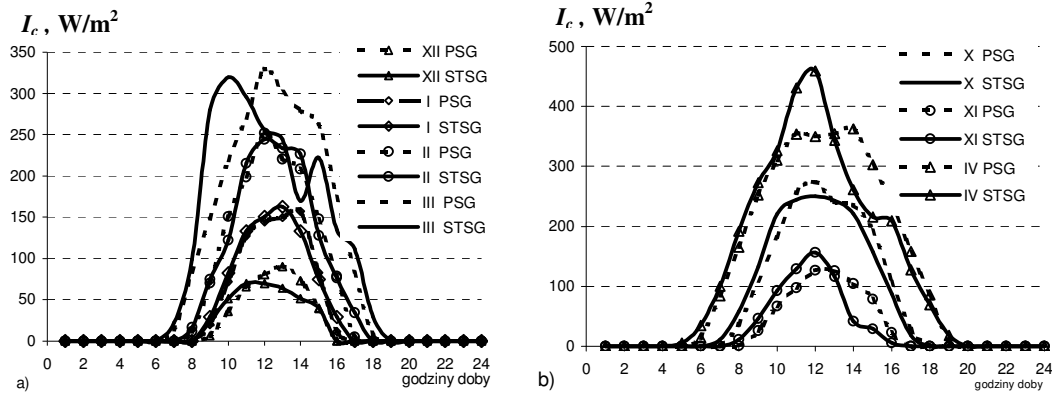 I_c , W/m²
350
300
250
200
150
100
50
0
0 2 4 6 8 10 12 14 16 18 20 22 24
godziny doby
a)
XII PSG
XII STSG
I PSG
I STSG
II PSG
II STSG
III PSG
III STSG
I_c , W/m²
500
400
300
200
100
0
0 2 4 6 8 10 12 14 16 18 20 22 24
godziny doby
b)
X PSG
X STSG
XI PSG
XI STSG
IV PSG
IV STSG